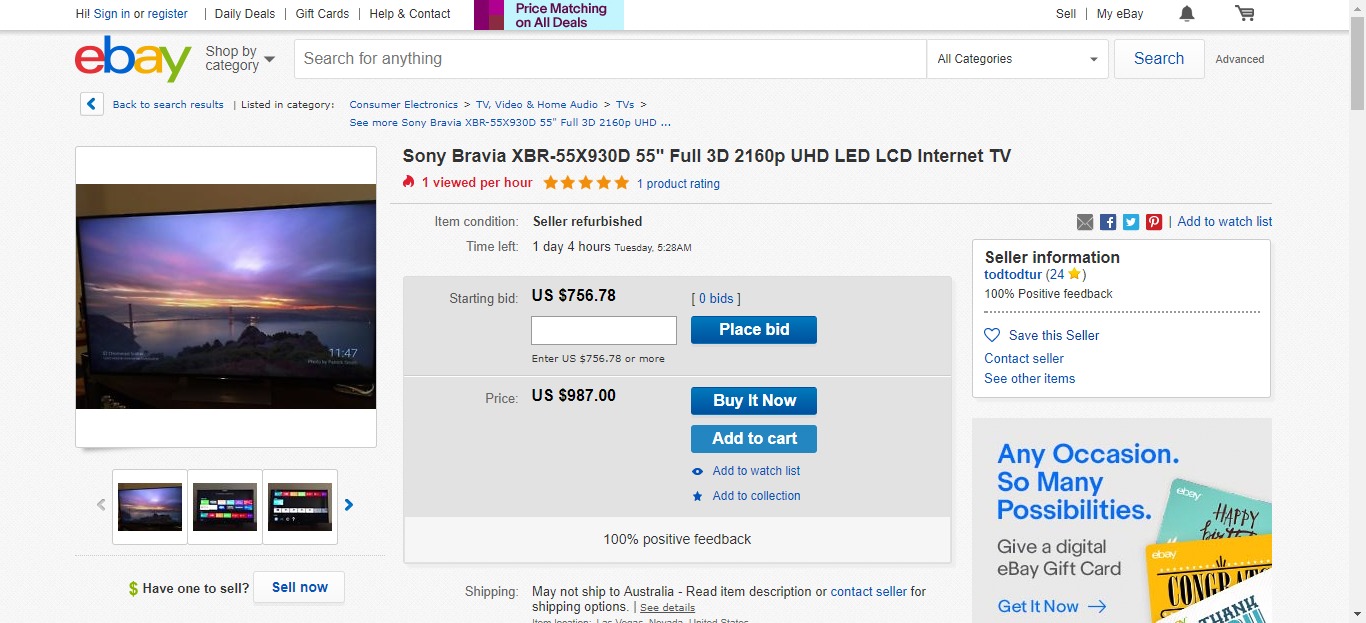 Hi! Sign in or register | Daily Deals | Gift Cards | Help & Contact
Price Matching
on All Deals
Sell | My eBay
ebay
Shop by
category
Search for anything
All Categories
Search
Advanced
Back to search results | Listed in category: Consumer Electronics > TV, Video & Home Audio > TVs >
See more Sony Bravia XBR-55X930D 55" Full 3D 2160p UHD ...
Sony Bravia XBR-55X930D 55" Full 3D 2160p UHD LED LCD Internet TV
1 viewed per hour
1 product rating
Item condition: Seller refurbished
| Add to watch list
Time left: 1 day 4 hours Tuesday, 5:28AM
Starting bid: US $756.78 [ 0 bids ]
Place bid
Enter US $756.78 or more
Price: US $987.00
Buy It Now
Add to cart
Add to watch list
Add to collection
100% positive feedback
Shipping: May not ship to Australia - Read item description or contact seller for
shipping options. | See details
Item location: Las Vegas, Nevada, United States
11:47
$ Have one to sell? Sell now
Seller information
todtodtur (24 )
100% Positive feedback
Save this Seller
Contact seller
See other items
Any Occasion.
So Many
Possibilities.
Give a digital
eBay Gift Card
Get It Now
ebay
HAPPY
ebay
THANK